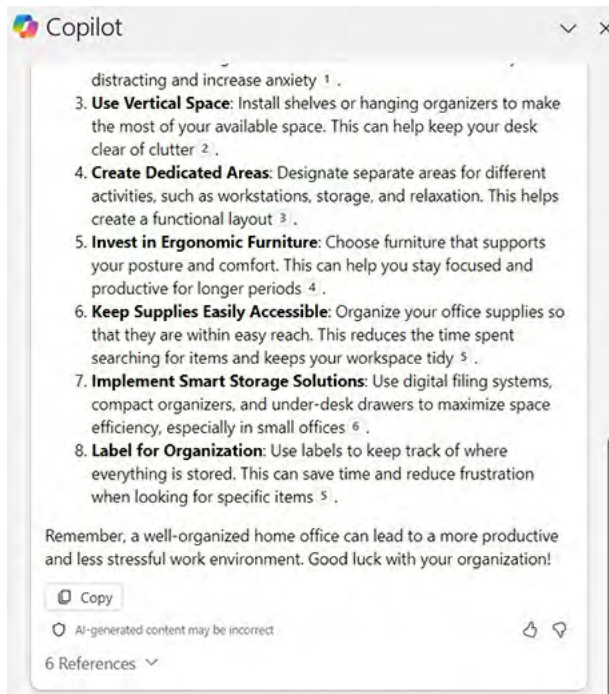 Copilot
distracting and increase anxiety 1 .
3. Use Vertical Space: Install shelves or hanging organizers to make
the most of your available space. This can help keep your desk
clear of clutter 2 .
4. Create Dedicated Areas: Designate separate areas for different
activities, such as workstations, storage, and relaxation. This helps
create a functional layout 3 .
5. Invest in Ergonomic Furniture: Choose furniture that supports
your posture and comfort. This can help you stay focused and
productive for longer periods 4 .
6. Keep Supplies Easily Accessible: Organize your office supplies so
that they are within easy reach. This reduces the time spent
searching for items and keeps your workspace tidy 5 .
7. Implement Smart Storage Solutions: Use digital filing systems,
compact organizers, and under-desk drawers to maximize space
efficiency, especially in small offices 6 .
8. Label for Organization: Use labels to keep track of where
everything is stored. This can save time and reduce frustration
when looking for specific items 5 .
Remember, a well-organized home office can lead to a more productive
and less stressful work environment. Good luck with your organization!
Copy
AI-generated content may be incorrect
6 References